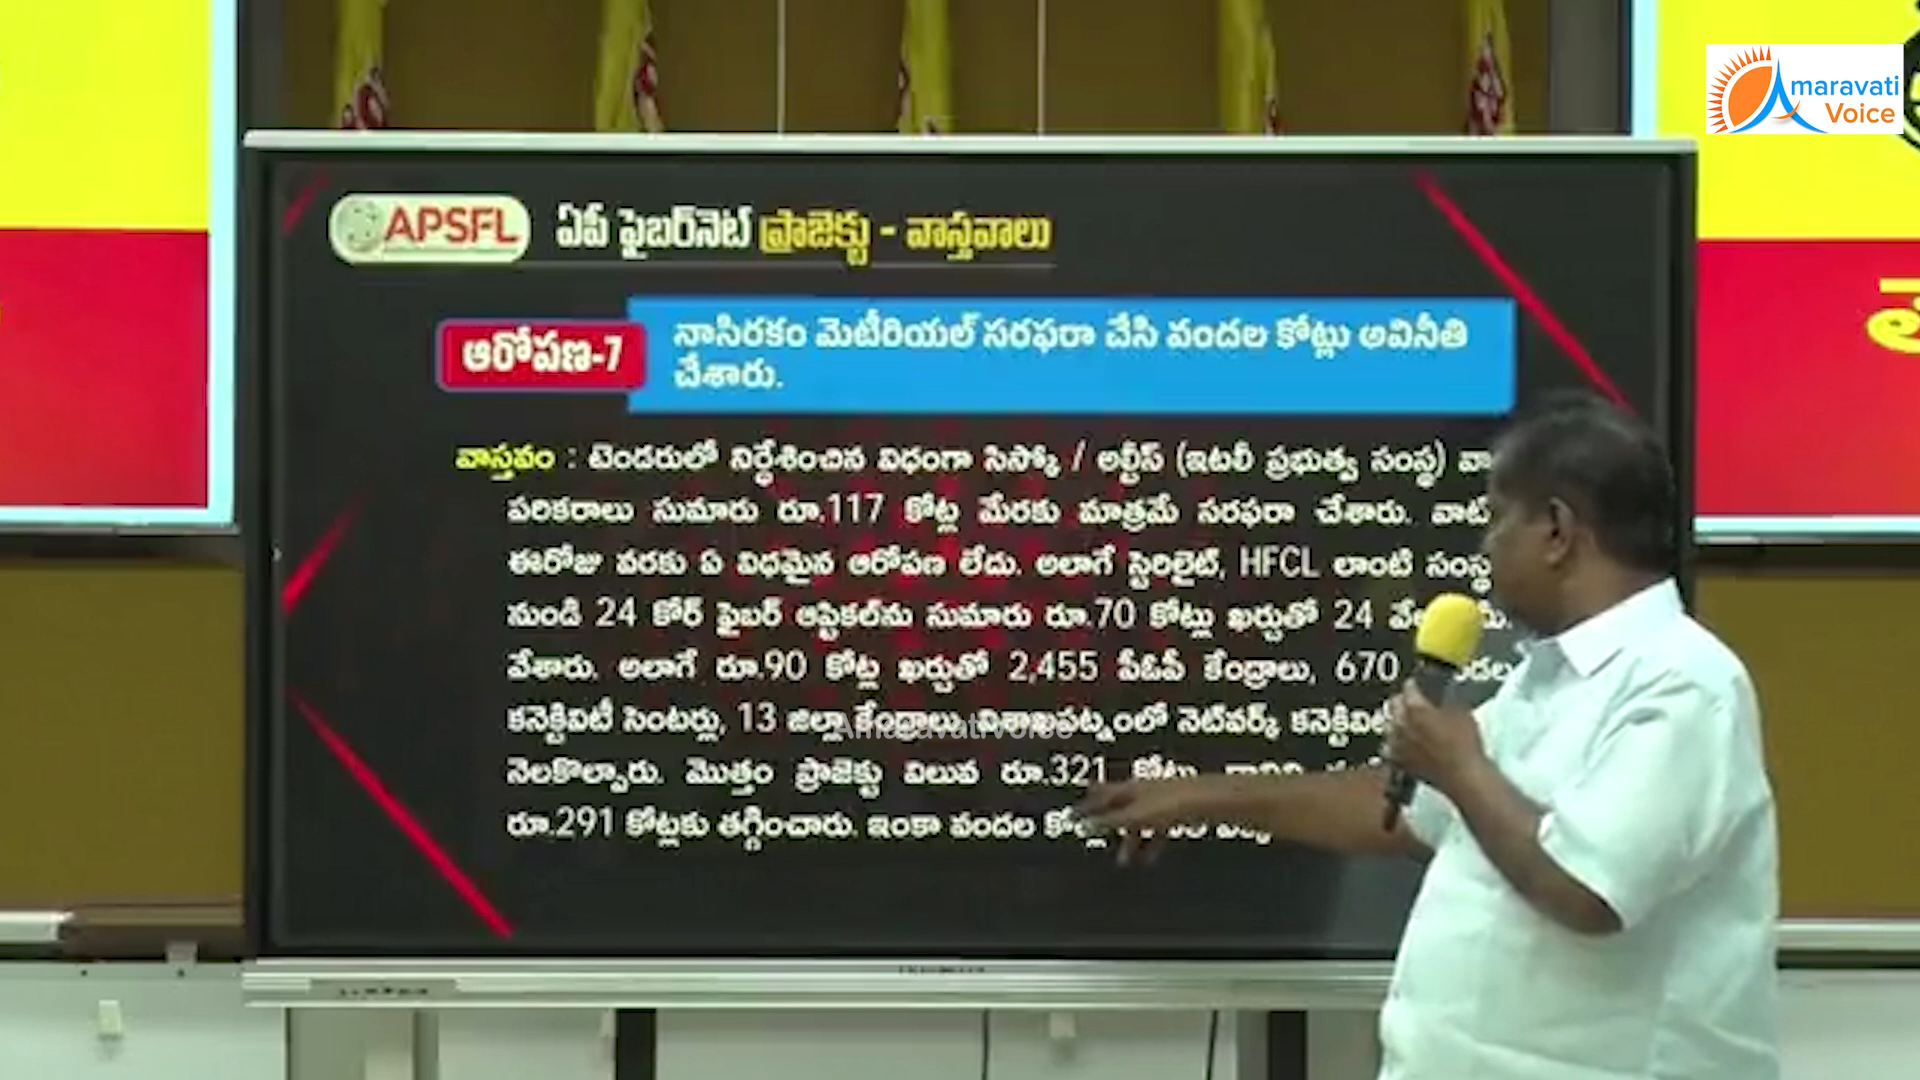 Amaravati
Voice
APSFL ఏపీ ఫైబర్‌నెట్ ప్రాజెక్టు - వాస్తవాలు
ఆరోపణ-7
నాసిరకం మెటీరియల్ సరఫరా చేసి వందల కోట్లు అవినీతి
చేశారు.
వాస్తవం : టెండరులో నిర్ధేశించిన విధంగా సిస్కో / అల్టీస్ (ఇటలీ ప్రభుత్వ సంస్థ)
పరికరాలు సుమారు రూ.117 కోట్ల మేరకు మాత్రమే సరఫరా చేశారు.
ఈరోజు వరకు ఏ విధమైన ఆరోపణ లేదు. అలాగే స్టెరిలైట్, HFCL లాంటి సంస్థ
నుండి 24 కోర్ ఫైబర్ ఆప్టికల్‌ను సుమారు రూ.70 కోట్లు ఖర్చుతో 24
వేశారు. అలాగే రూ.90 కోట్ల ఖర్చుతో 2,455 పీఓపీ కేంద్రాలు, 670
కనెక్టివిటీ సెంటర్లు, 13 జిల్లా కేంద్రాలు, విశాఖపట్నంలో నెట్‌వర్క్
AmaravatiVoice
నెలకొల్పారు. మొత్తం ప్రాజెక్టు విలువ రూ.321 కోట్లు
రూ.291 కోట్లకు తగ్గించారు. ఇంకా వందల